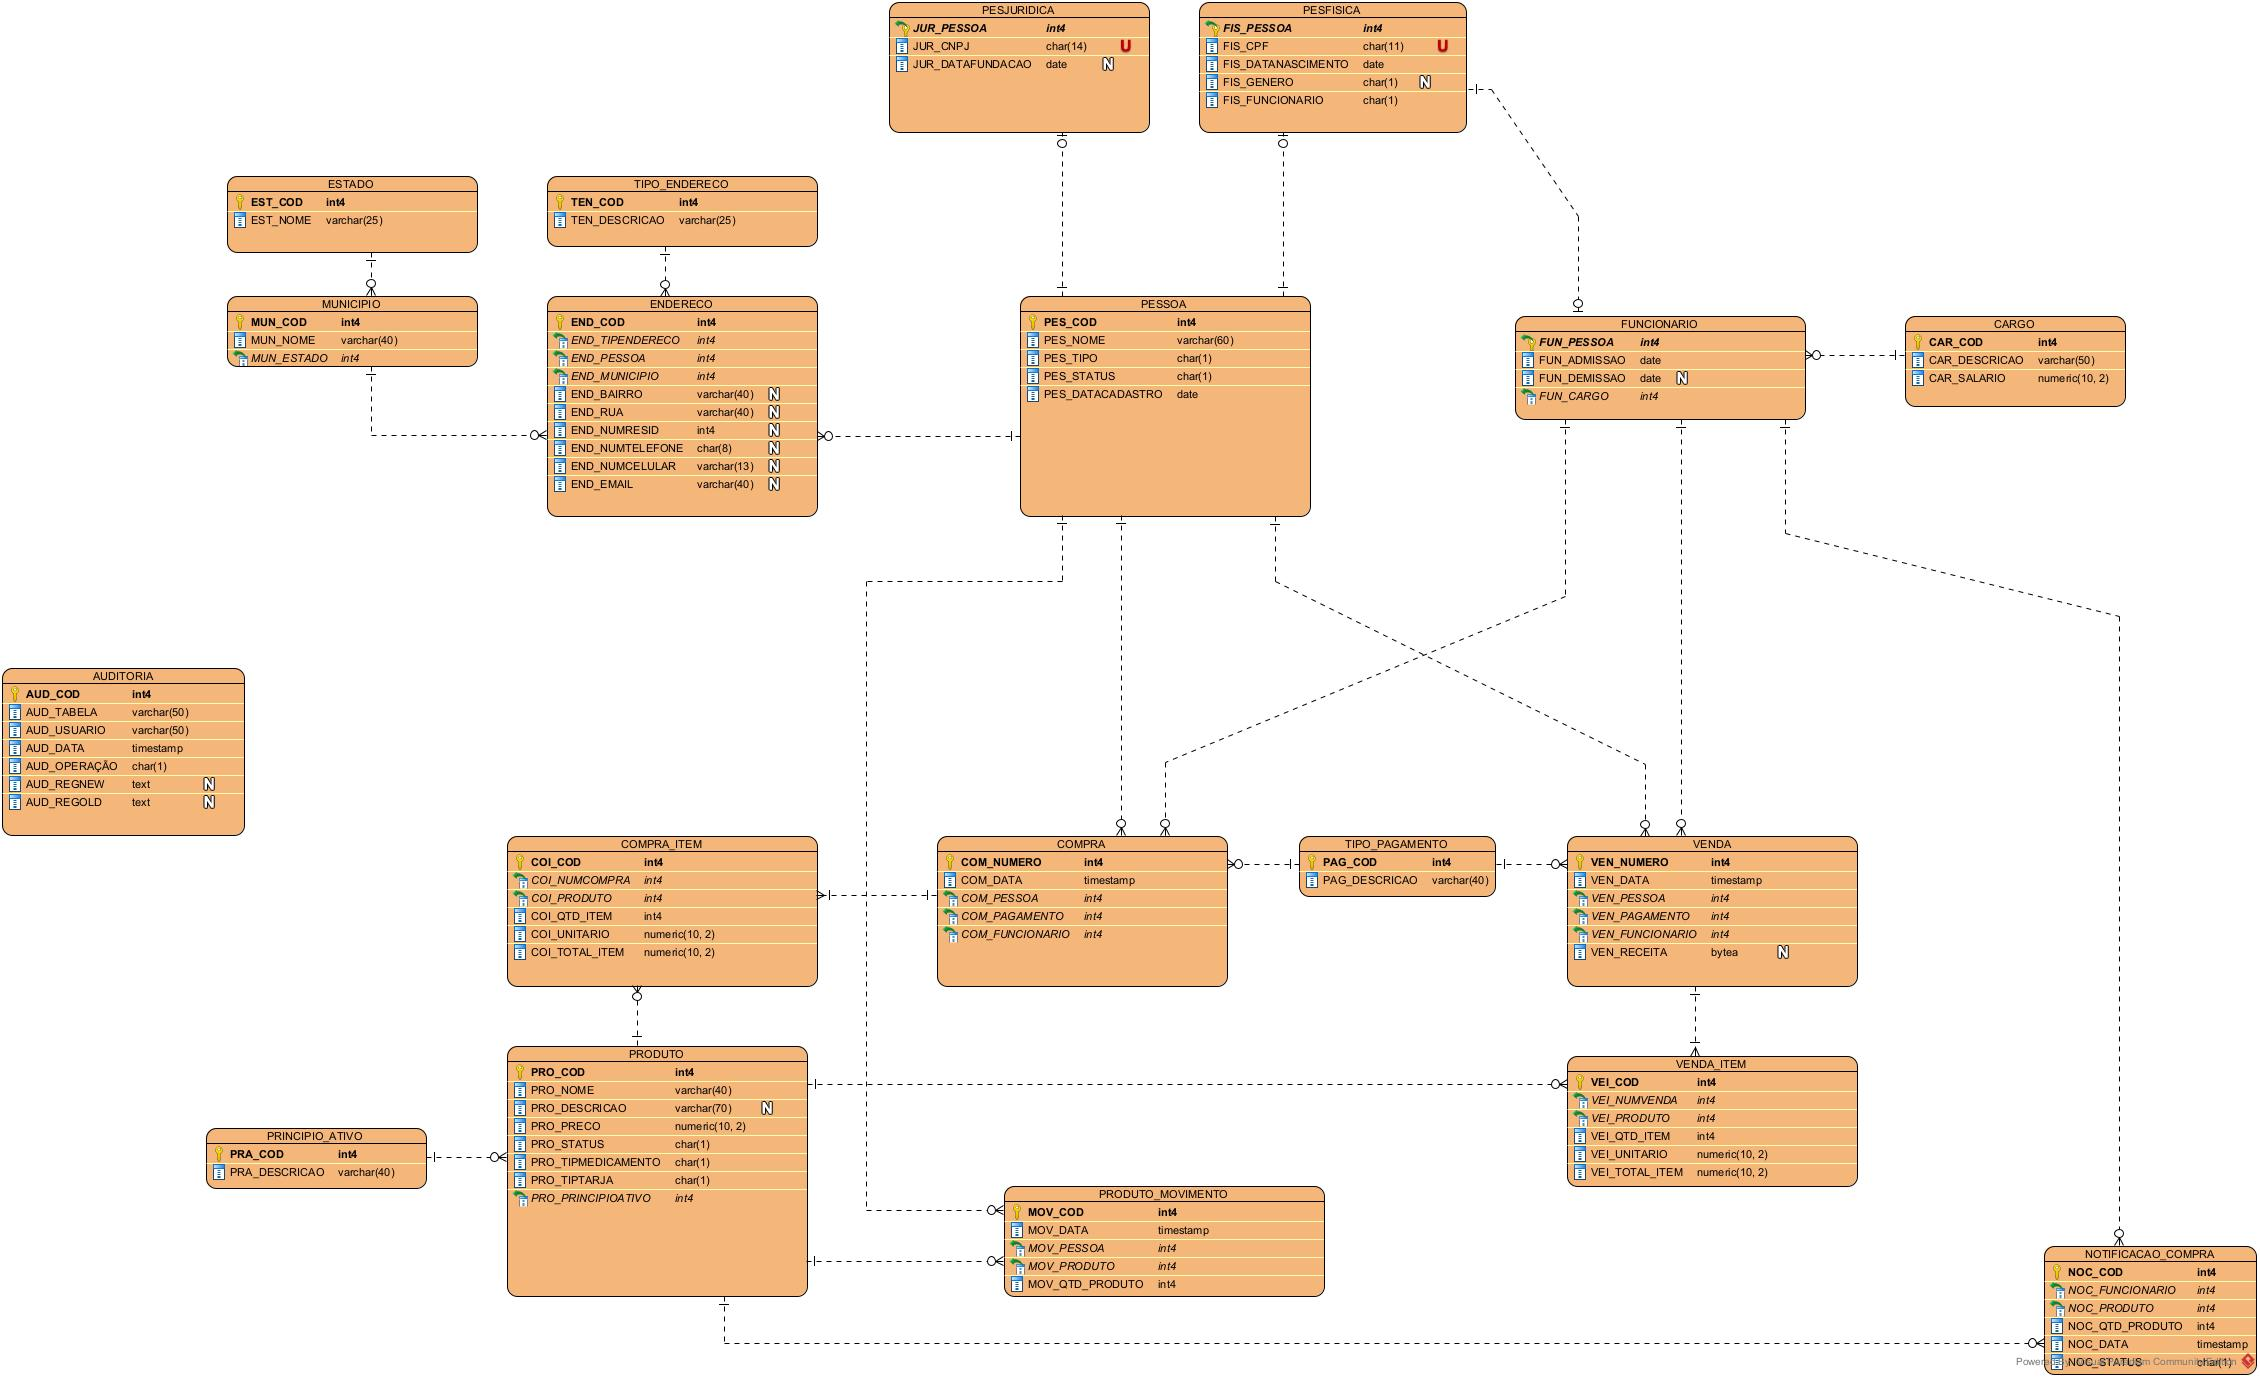 PESJURIDICA
JUR_PESSOA int4
JUR_CNPJ char(14) U
JUR_DATAFUNDACAO date N
PESFISICA
FIS_PESSOA int4
FIS_CPF char(11) U
FIS_DATANASCIMENTO date
FIS_GENERO char(1) N
FIS_FUNCIONARIO char(1)
ESTADO
EST_COD int4
EST_NOME varchar(25)
TIPO_ENDERECO
TEN_COD int4
TEN_DESCRICAO varchar(25)
MUNICIPIO
MUN_COD int4
MUN_NOME varchar(40)
MUN_ESTADO int4
ENDERECO
END_COD int4
END_TIPENDERECO int4
END_PESSOA int4
END_MUNICIPIO int4
END_BAIRRO varchar(40) N
END_RUA varchar(40) N
END_NUMRESID int4 N
END_NUMTELEFONE char(8) N
END_NUMCELULAR varchar(13) N
END_EMAIL varchar(40) N
PESSOA
PES_COD int4
PES_NOME varchar(60)
PES_TIPO char(1)
PES_STATUS char(1)
PES_DATACADASTRO date
FUNCIONARIO
FUN_PESSOA int4
FUN_ADMISSAO date
FUN_DEMISSAO date N
FUN_CARGO int4
CARGO
CAR_COD int4
CAR_DESCRICAO varchar(50)
CAR_SALARIO numeric(10, 2)
AUDITORIA
AUD_COD int4
AUD_TABELA varchar(50)
AUD_USUARIO varchar(50)
AUD_DATA timestamp
AUD_OPERAÇÃO char(1)
AUD_REGNEW text N
AUD_REGOLD text N
COMPRA_ITEM
COI_COD int4
COI_NUMCOMPRA int4
COI_PRODUTO int4
COI_QTD_ITEM int4
COI_UNITARIO numeric(10, 2)
COI_TOTAL_ITEM numeric(10, 2)
COMPRA
COM_NUMERO int4
COM_DATA timestamp
COM_PESSOA int4
COM_PAGAMENTO int4
COM_FUNCIONARIO int4
TIPO_PAGAMENTO
PAG_COD int4
PAG_DESCRICAO varchar(40)
VENDA
VEN_NUMERO int4
VEN_DATA timestamp
VEN_PESSOA int4
VEN_PAGAMENTO int4
VEN_FUNCIONARIO int4
VEN_RECEITA bytea N
PRODUTO
PRO_COD int4
PRO_NOME varchar(40)
PRO_DESCRICAO varchar(70) N
PRO_PRECO numeric(10, 2)
PRO_STATUS char(1)
PRO_TIPMEDICAMENTO char(1)
PRO_TIPTARJA char(1)
PRO_PRINCIPIOATIVO int4
VENDA_ITEM
VEI_COD int4
VEI_NUMVENDA int4
VEI_PRODUTO int4
VEI_QTD_ITEM int4
VEI_UNITARIO numeric(10, 2)
VEI_TOTAL_ITEM numeric(10, 2)
PRINCIPIO_ATIVO
PRA_COD int4
PRA_DESCRICAO varchar(40)
PRODUTO_MOVIMENTO
MOV_COD int4
MOV_DATA timestamp
MOV_PESSOA int4
MOV_PRODUTO int4
MOV_QTD_PRODUTO int4
NOTIFICACAO_COMPRA
NOC_COD int4
NOC_FUNCIONARIO int4
NOC_PRODUTO int4
NOC_QTD_PRODUTO int4
NOC_DATA timestamp
NOC_STATUS char(1)
Community